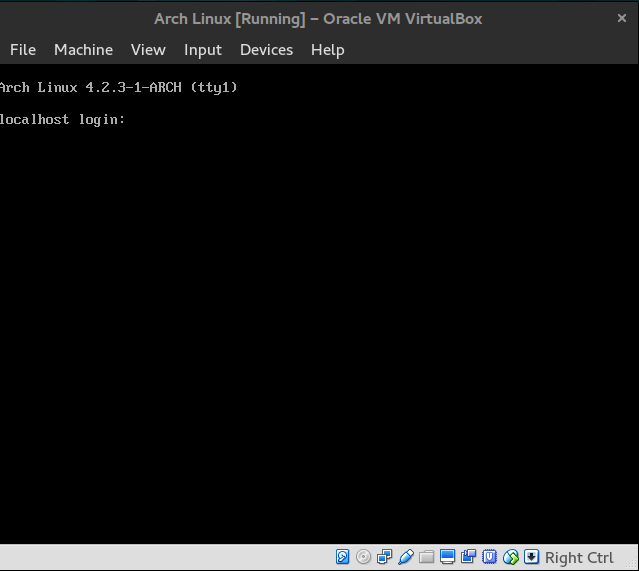 Arch Linux [Running] – Oracle VM VirtualBox ×
File Machine View Input Devices Help
Arch Linux 4.2.3-1-ARCH (tty1)
localhost login:
Right Ctrl